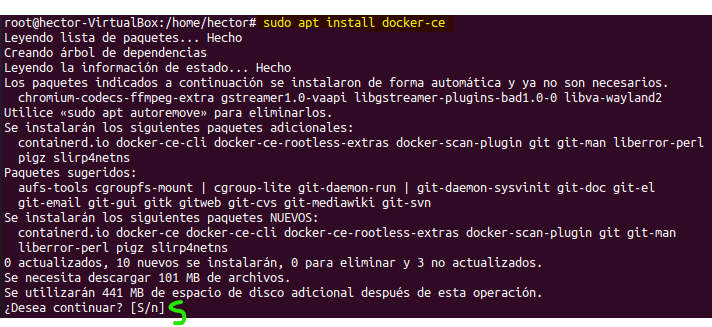 root@hector-VirtualBox:/home/hector# sudo apt install docker-ce
Leyendo lista de paquetes... Hecho
Creando árbol de dependencias
Leyendo la información de estado... Hecho
Los paquetes indicados a continuación se instalaron de forma automática y ya no son necesarios.
  chromium-codecs-ffmpeg-extra gstreamer1.0-vaapi libgstreamer-plugins-bad1.0-0 libva-wayland2
Utilice «sudo apt autoremove» para eliminarlos.
Se instalarán los siguientes paquetes adicionales:
  containerd.io docker-ce-cli docker-ce-rootless-extras docker-scan-plugin git git-man liberror-perl
  pigz slirp4netns
Paquetes sugeridos:
  aufs-tools cgroupfs-mount | cgroup-lite git-daemon-run | git-daemon-sysvinit git-doc git-el
  git-email git-gui gitk gitweb git-cvs git-mediawiki git-svn
Se instalarán los siguientes paquetes NUEVOS:
  containerd.io docker-ce docker-ce-cli docker-ce-rootless-extras docker-scan-plugin git git-man
  liberror-perl pigz slirp4netns
0 actualizados, 10 nuevos se instalarán, 0 para eliminar y 3 no actualizados.
Se necesita descargar 101 MB de archivos.
Se utilizarán 441 MB de espacio de disco adicional después de esta operación.
¿Desea continuar? [S/n] S